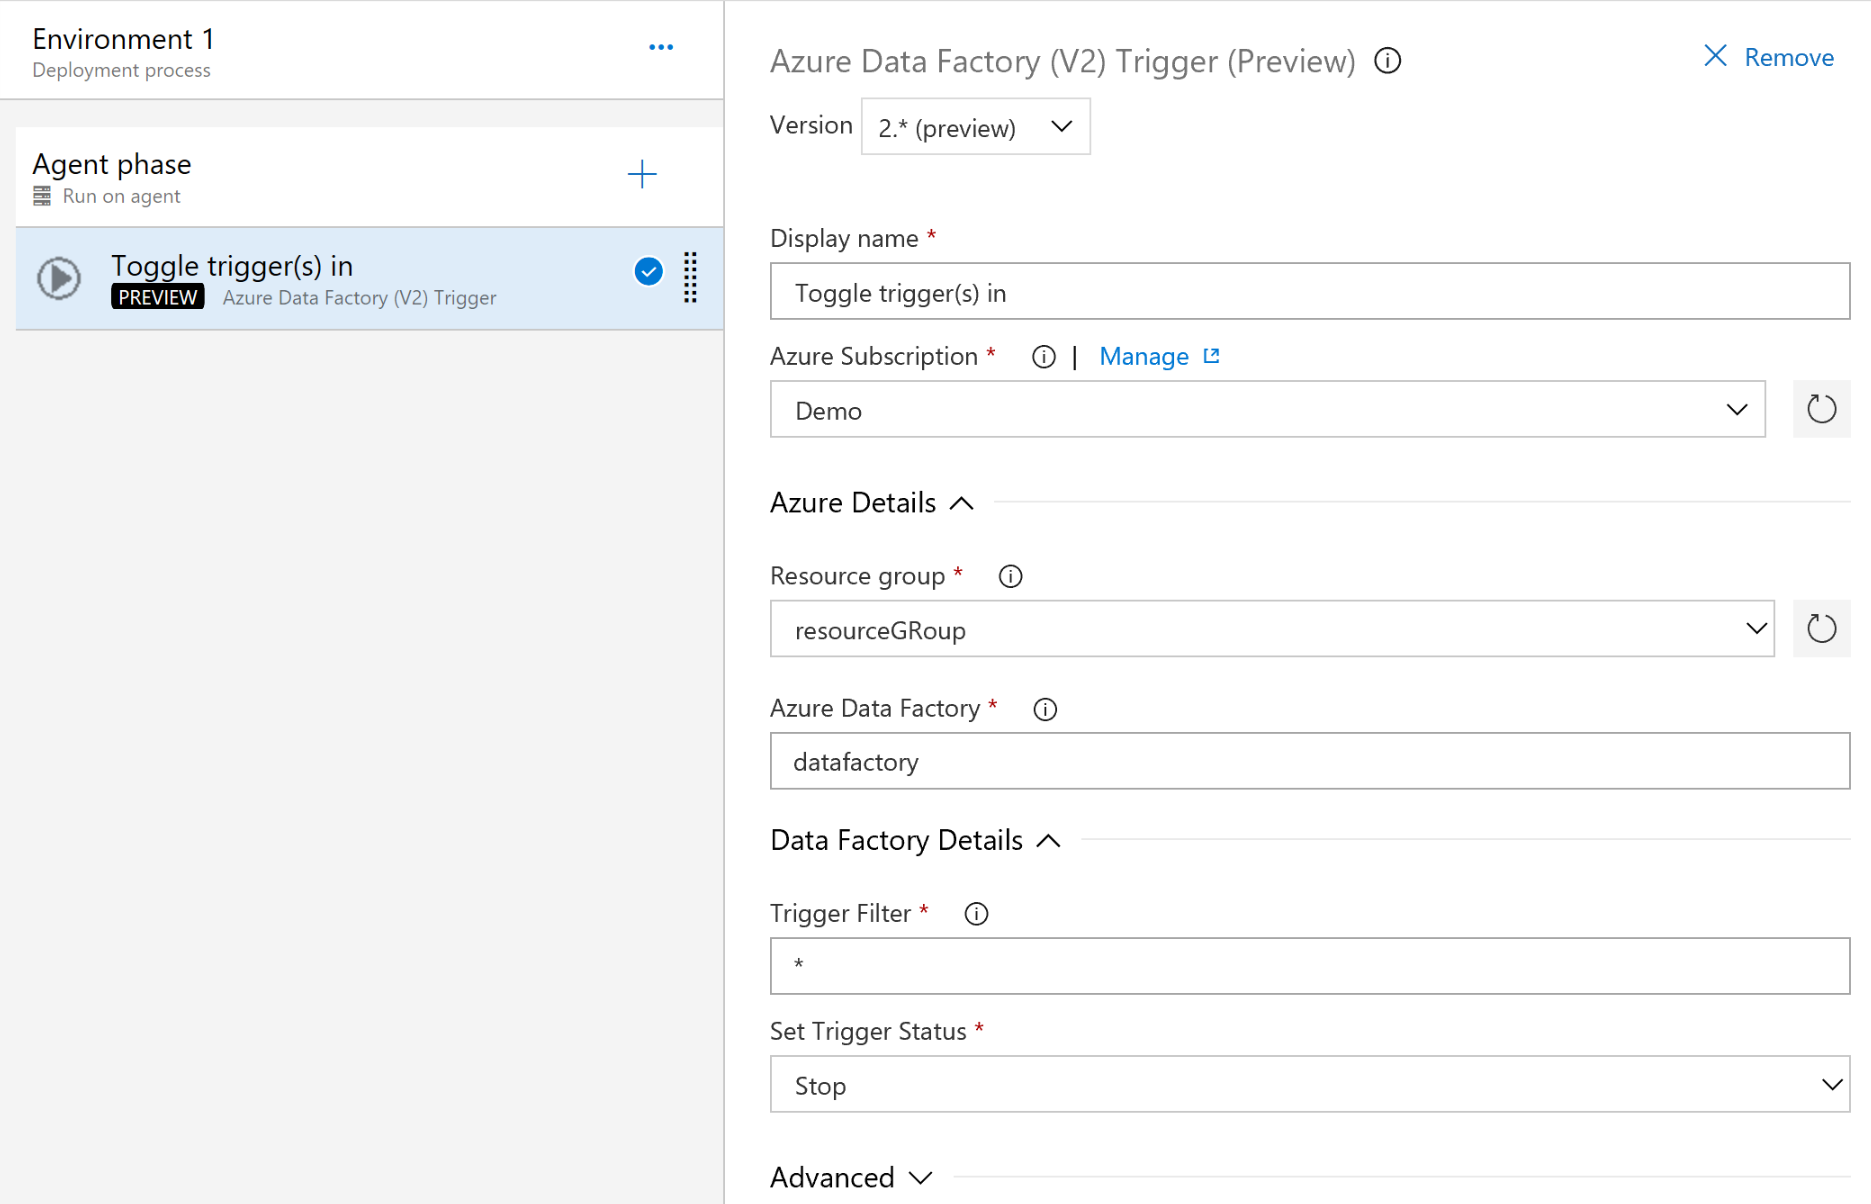 Environment 1
Deployment process
Agent phase
Run on agent
Toggle trigger(s) in
PREVIEW Azure Data Factory (V2) Trigger
Azure Data Factory (V2) Trigger (Preview)
Remove
Version 2.* (preview)
Display name *
Toggle trigger(s) in
Azure Subscription * | Manage
Demo
Azure Details
Resource group *
resourceGRoup
Azure Data Factory *
datafactory
Data Factory Details
Trigger Filter *
*
Set Trigger Status *
Stop
Advanced